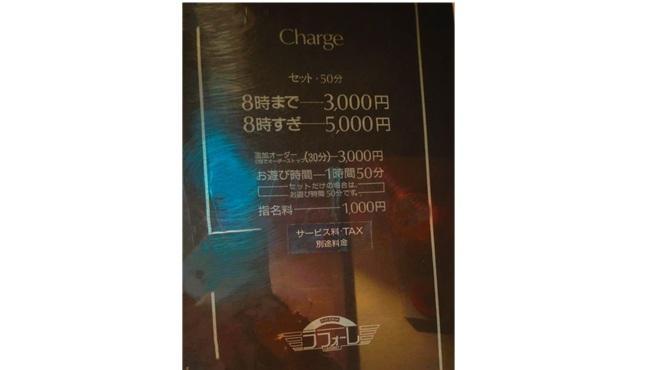 Charge
セット・50分
8時まで──3,000円
8時すぎ──5,000円
追加オーダー (30分)─3,000円
お遊び時間─1時間50分
セットだけの場合は、
お遊び時間50分です。
指名料───1,000円
サービス料・TAX
別途料金
ラフォーレ